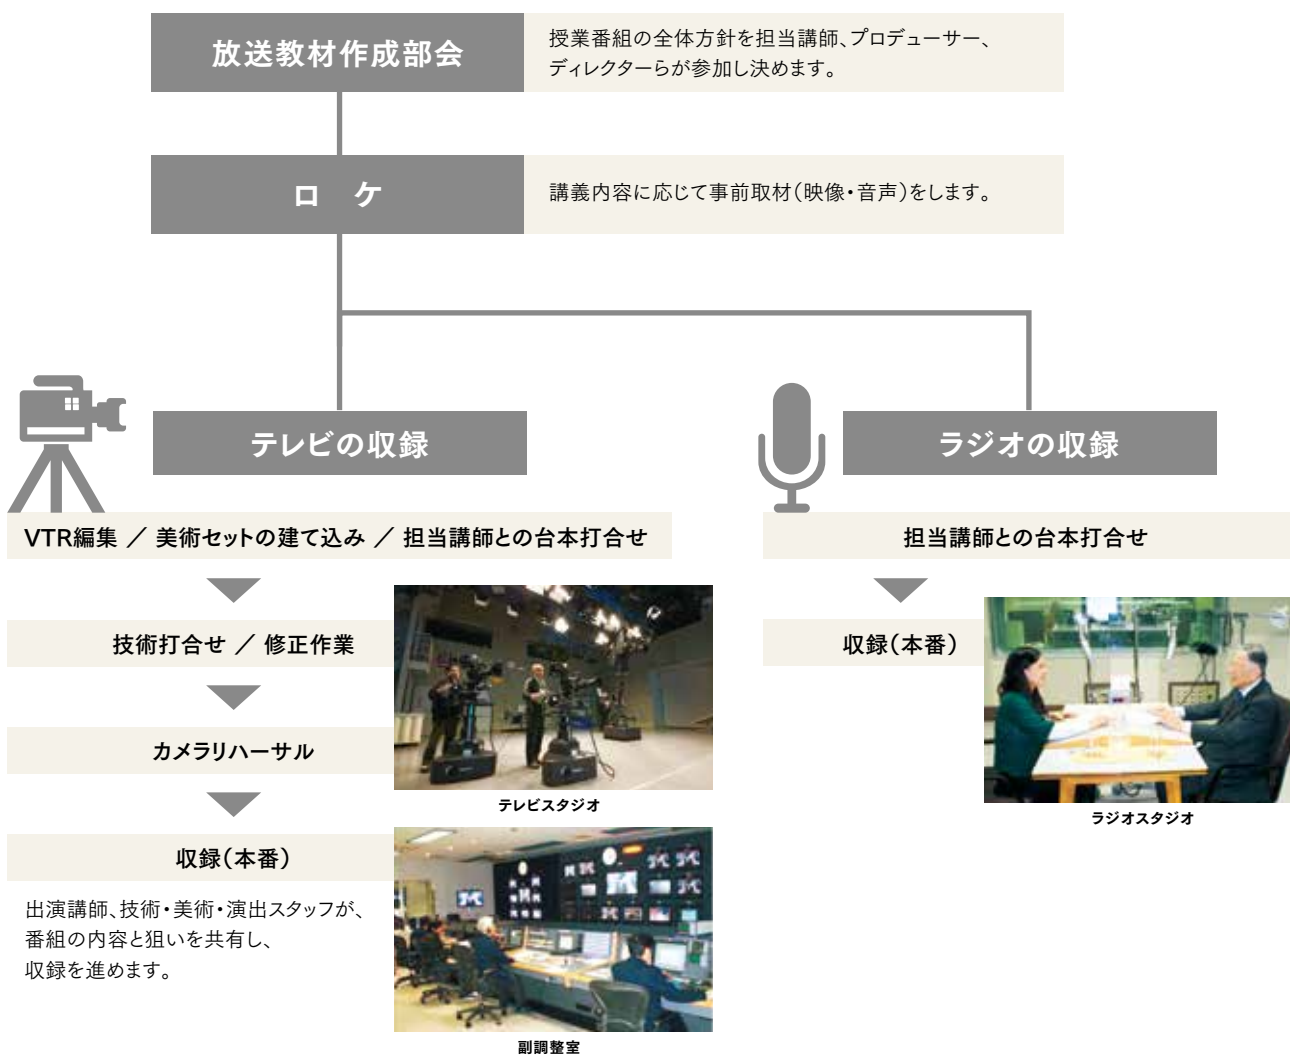 放送教材作成部会
授業番組の全体方針を担当講師、プロデューサー、
ディレクターらが参加し決めます。
ロ　ケ
講義内容に応じて事前取材(映像・音声)をします。
テレビの収録
VTR編集 ／ 美術セットの建て込み ／ 担当講師との台本打合せ
技術打合せ ／ 修正作業
カメラリハーサル
収録(本番)
出演講師、技術・美術・演出スタッフが、
番組の内容と狙いを共有し、
収録を進めます。
テレビスタジオ
副調整室
ラジオの収録
担当講師との台本打合せ
収録(本番)
ラジオスタジオ